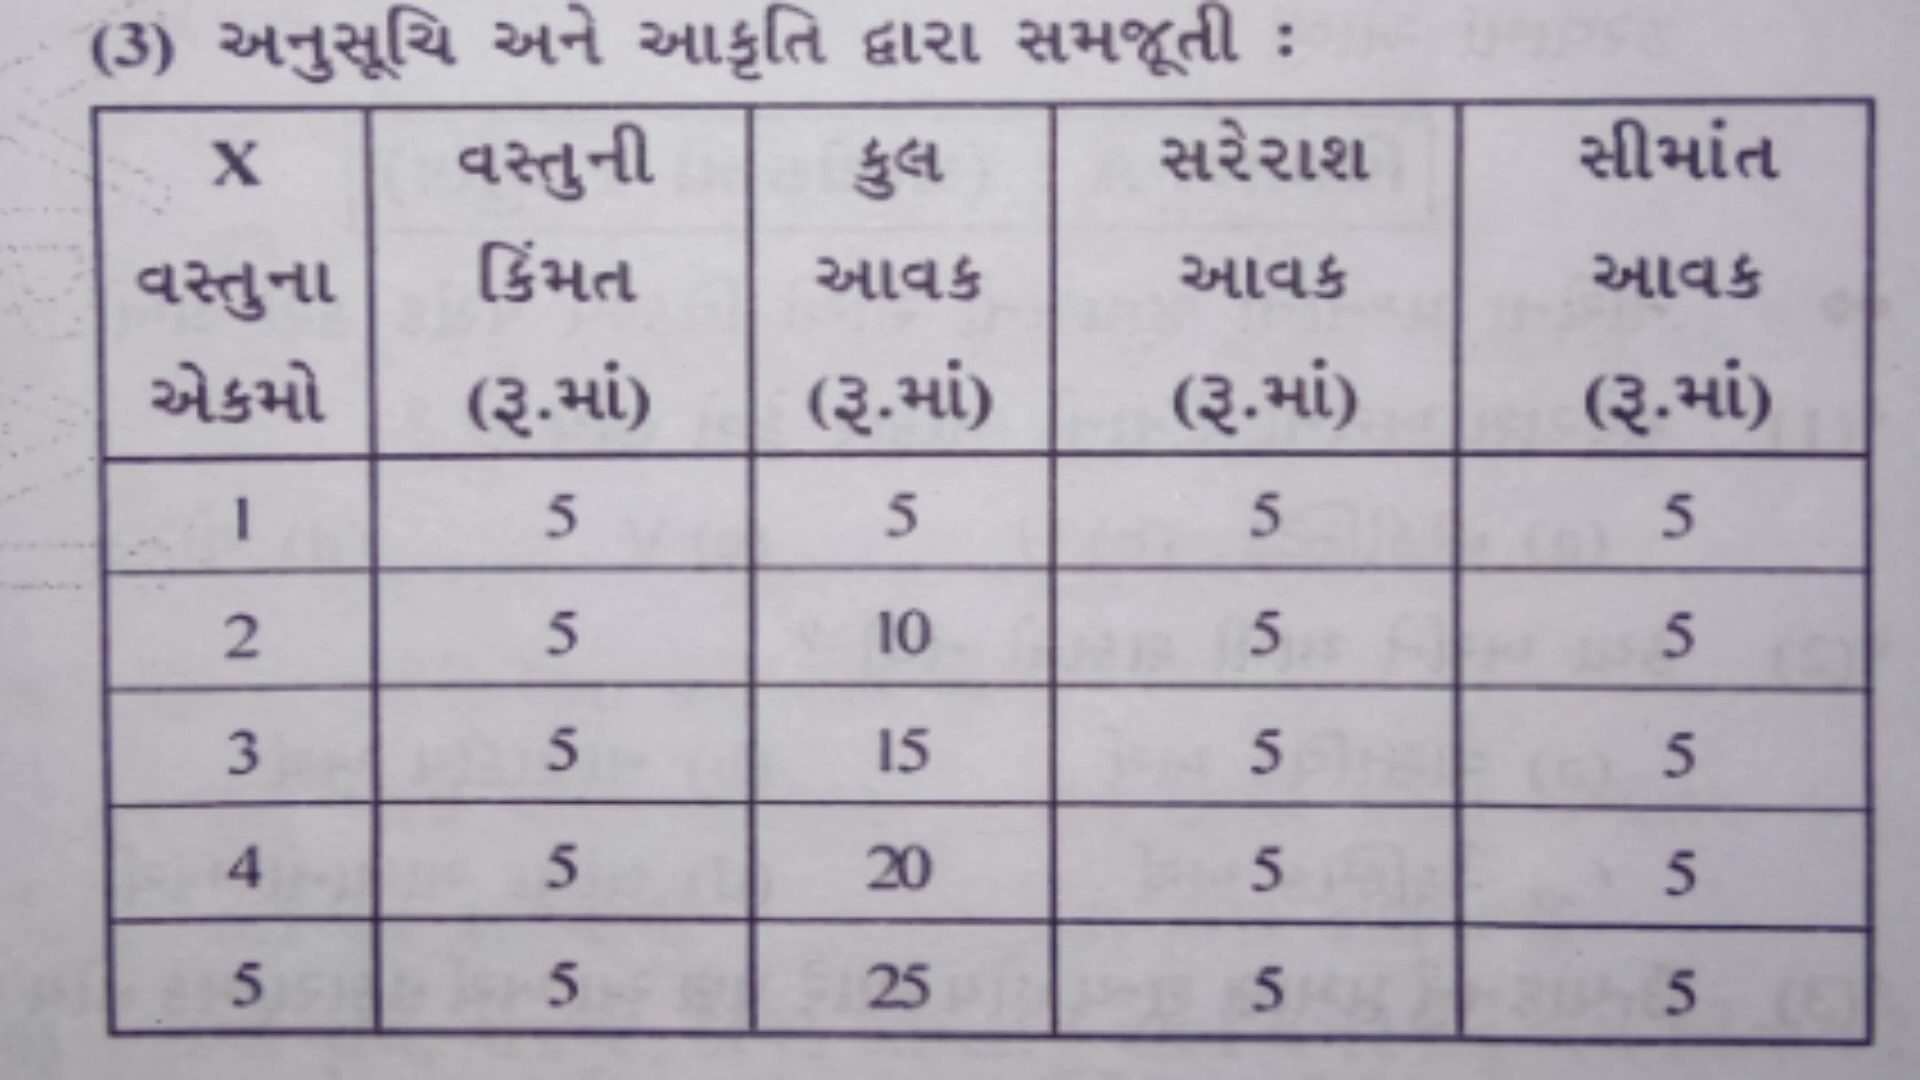 (3) અનુસૂચિ અને આકૃતિ દ્વારા સમજૂતી :
X વસ્તુની કુલ સરેરાશ સીમાંત
વસ્તુના કિંમત આવક આવક આવક
એકમો (રૂ.માં) (રૂ.માં) (રૂ.માં) (રૂ.માં)
1 5 5 5 5
2 5 10 5 5
3 5 15 5 5
4 5 20 5 5
5 5 25 5 5